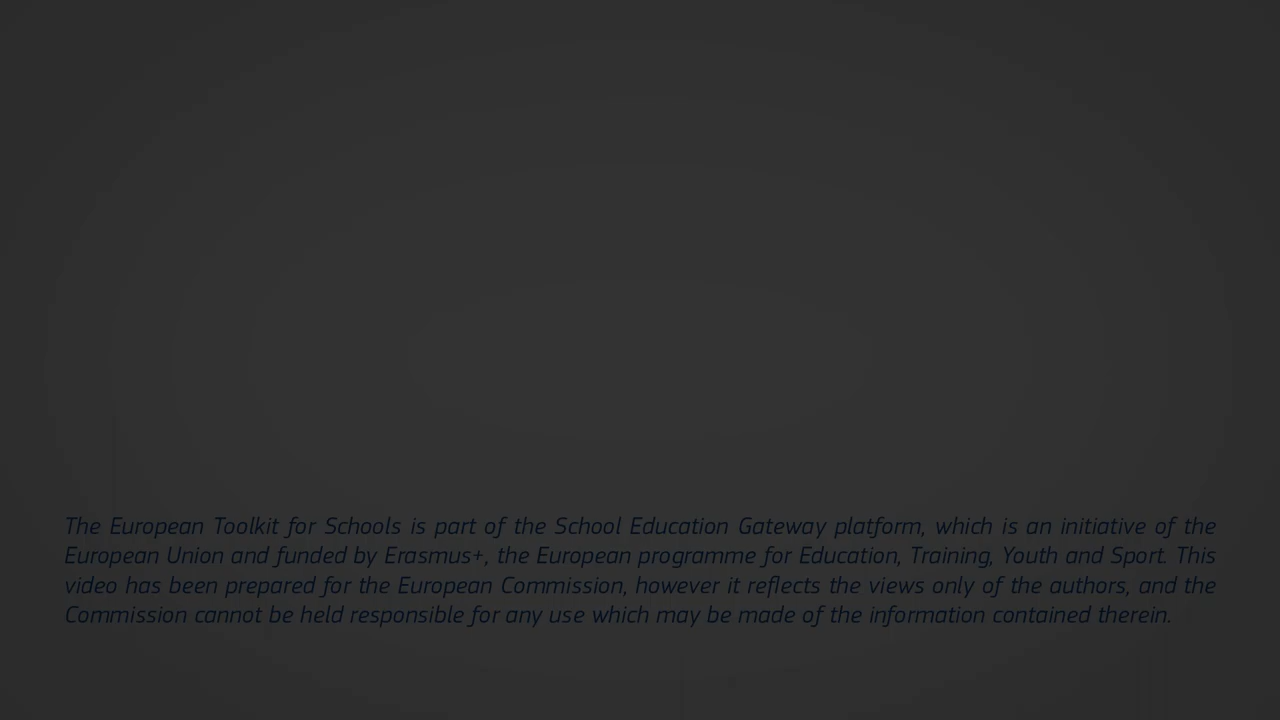 The European Toolkit for Schools is part of the School Education Gateway platform, which is an initiative of the
European Union and funded by Erasmus+, the European programme for Education, Training, Youth and Sport. This
video has been prepared for the European Commission, however it reflects the views only of the authors, and the
Commission cannot be held responsible for any use which may be made of the information contained therein.